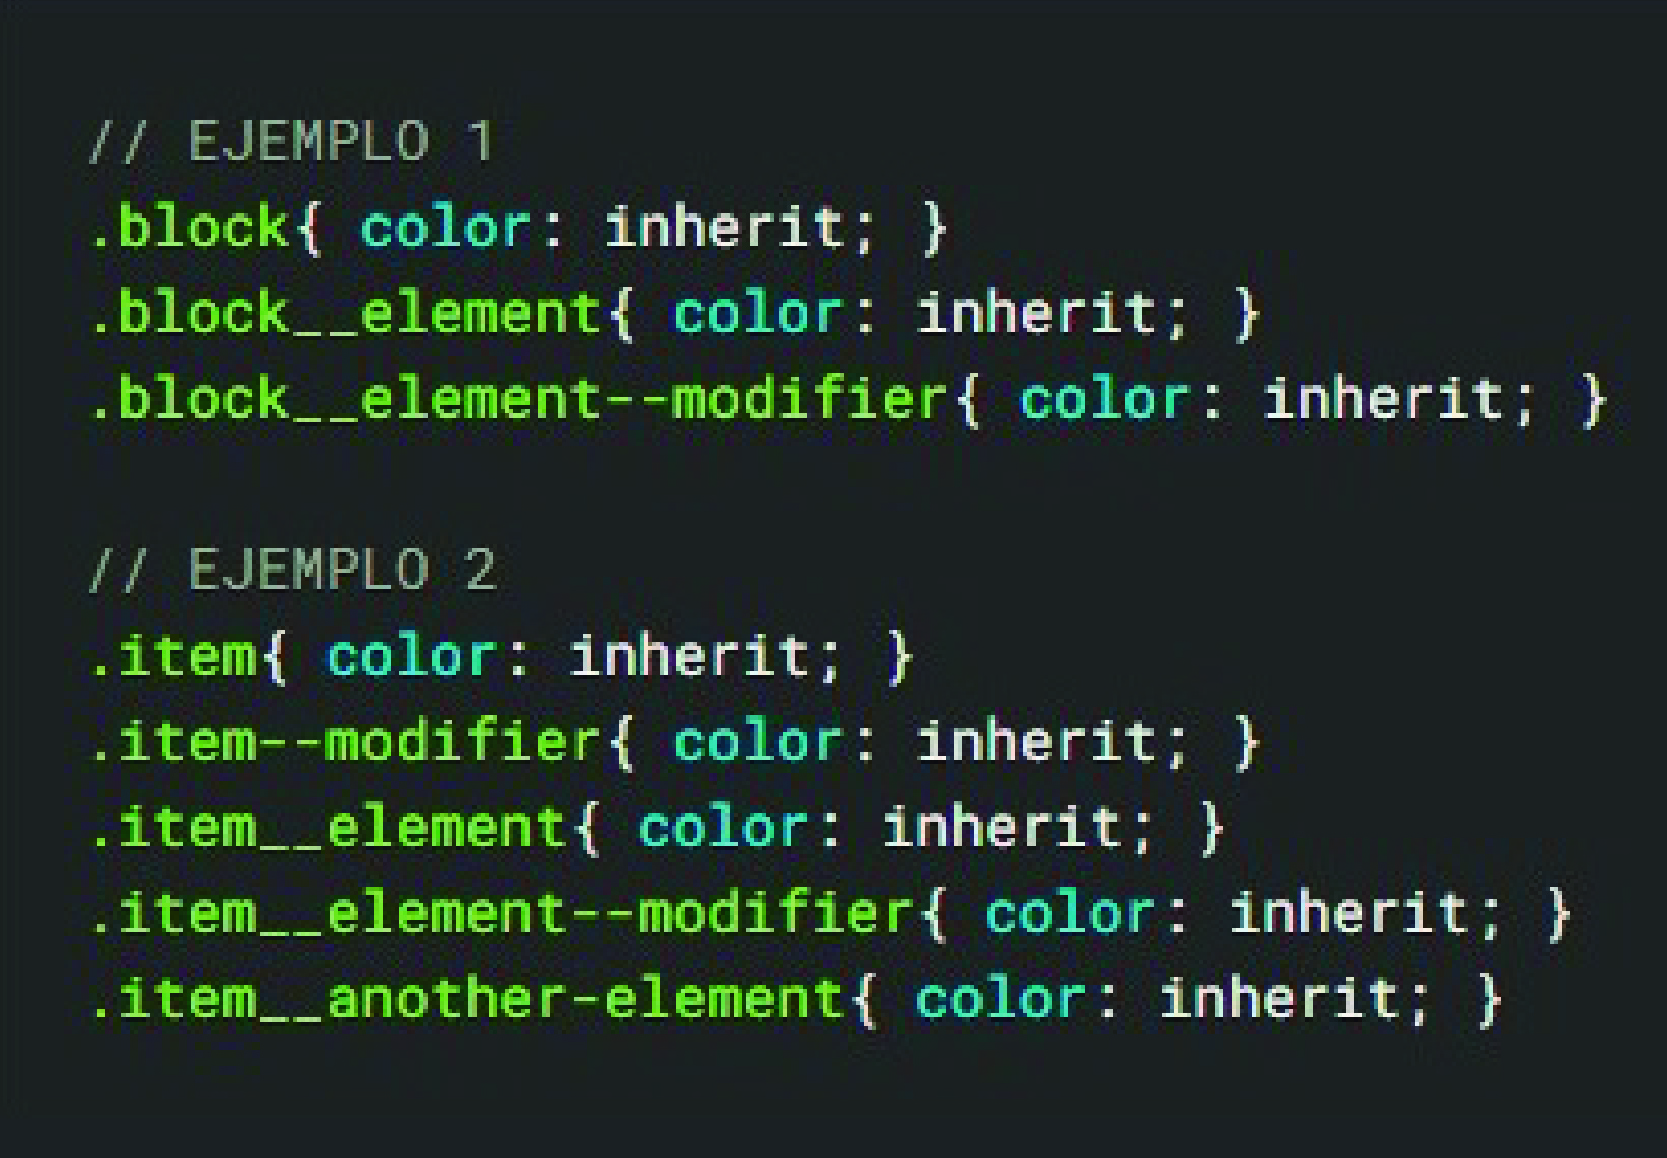 // EJEMPLO 1
.block{ color: inherit; }
.block__element{ color: inherit; }
.block__element--modifier{ color: inherit; }
// EJEMPLO 2
.item{ color: inherit; }
.item--modifier{ color: inherit; }
.item__element{ color: inherit; }
.item__element--modifier{ color: inherit; }
.item__another-element{ color: inherit; }